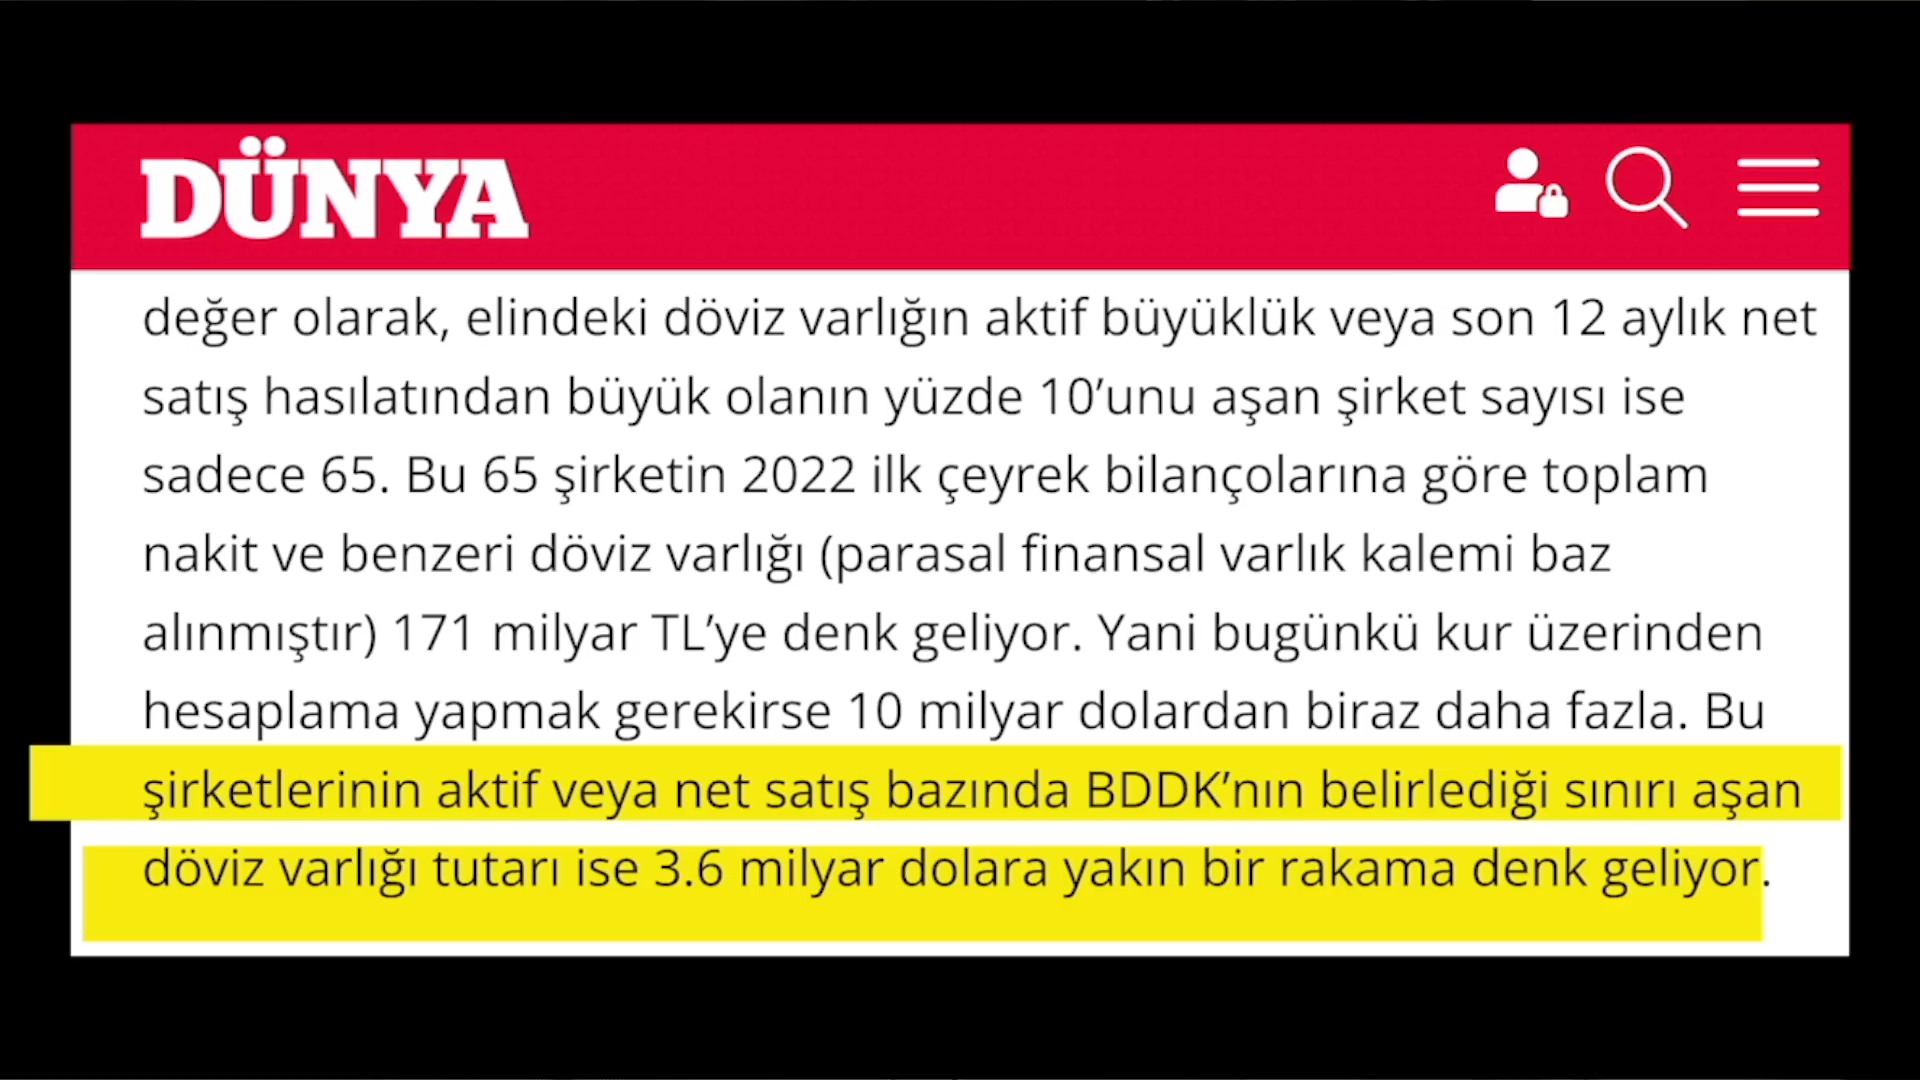 DÜNYA
değer olarak, elindeki döviz varlığın aktif büyüklük veya son 12 aylık net
satış hasılatından büyük olanın yüzde 10’unu aşan şirket sayısı ise
sadece 65. Bu 65 şirketin 2022 ilk çeyrek bilançolarına göre toplam
nakit ve benzeri döviz varlığı (parasal finansal varlık kalemi baz
alınmıştır) 171 milyar TL’ye denk geliyor. Yani bugünkü kur üzerinden
hesaplama yapmak gerekirse 10 milyar dolardan biraz daha fazla. Bu
şirketlerinin aktif veya net satış bazında BDDK’nın belirlediği sınırı aşan
döviz varlığı tutarı ise 3.6 milyar dolara yakın bir rakama denk geliyor.